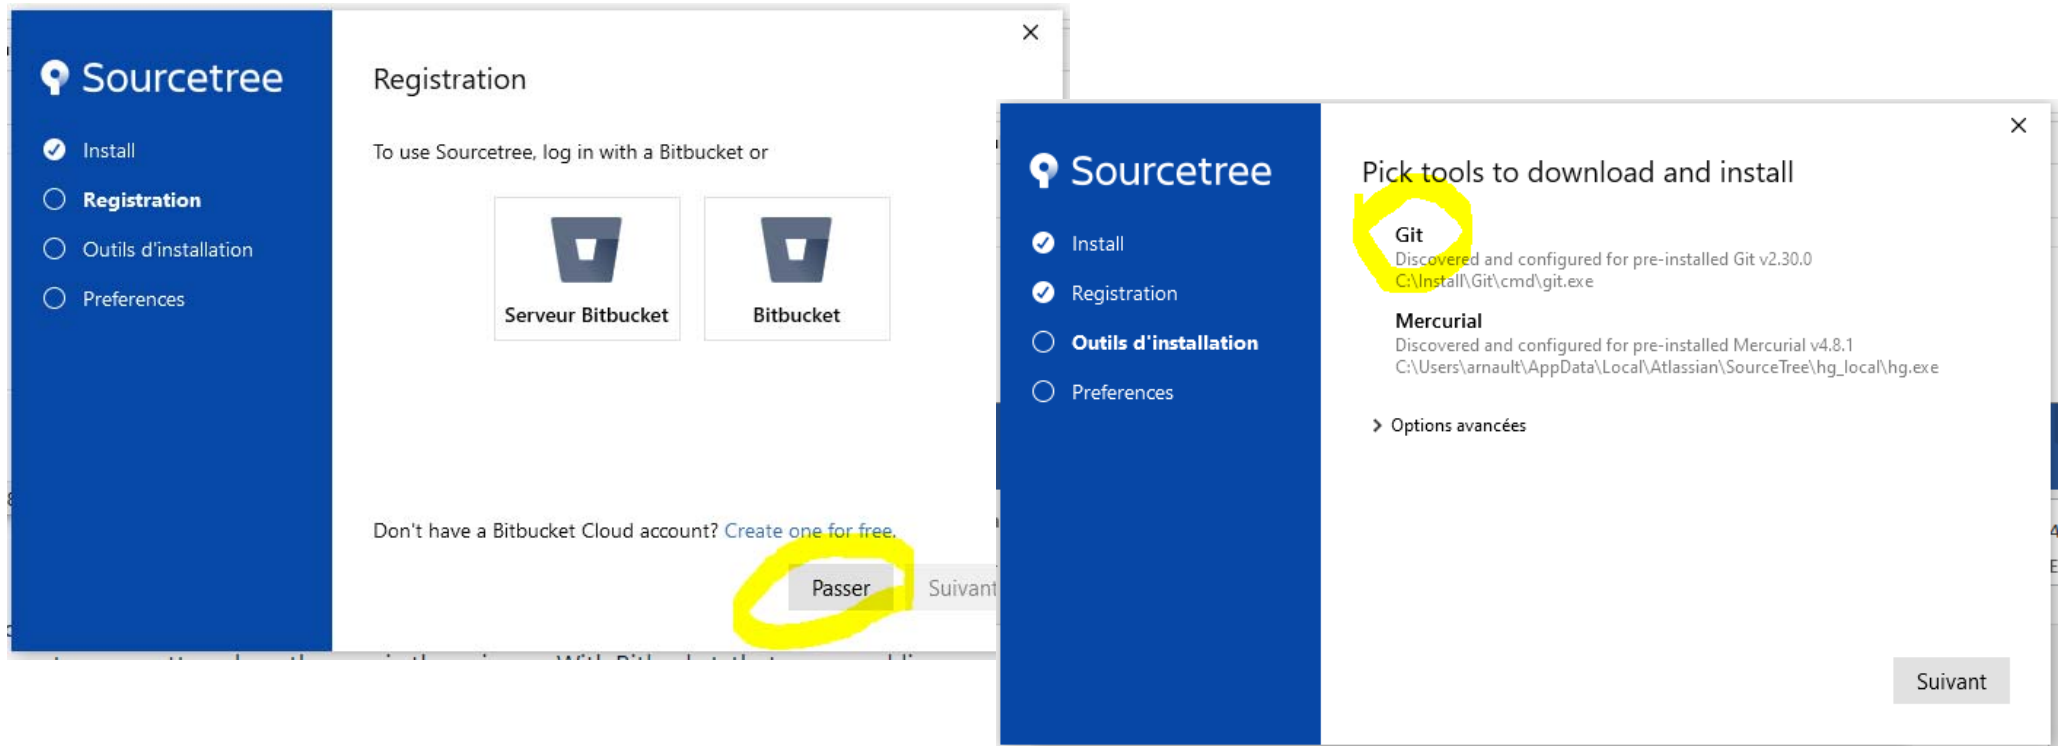 Sourcetree
Install
Registration
Outils d'installation
Preferences
Registration
To use Sourcetree, log in with a Bitbucket or
Serveur Bitbucket
Bitbucket
Don't have a Bitbucket Cloud account? Create one for free.
Passer
Suivant
Sourcetree
Install
Registration
Outils d'installation
Preferences
Pick tools to download and install
Git
Discovered and configured for pre-installed Git v2.30.0
C:\Install\Git\cmd\git.exe
Mercurial
Discovered and configured for pre-installed Mercurial v4.8.1
C:\Users\arnault\AppData\Local\Atlassian\SourceTree\hg_local\hg.exe
Options avancées
Suivant